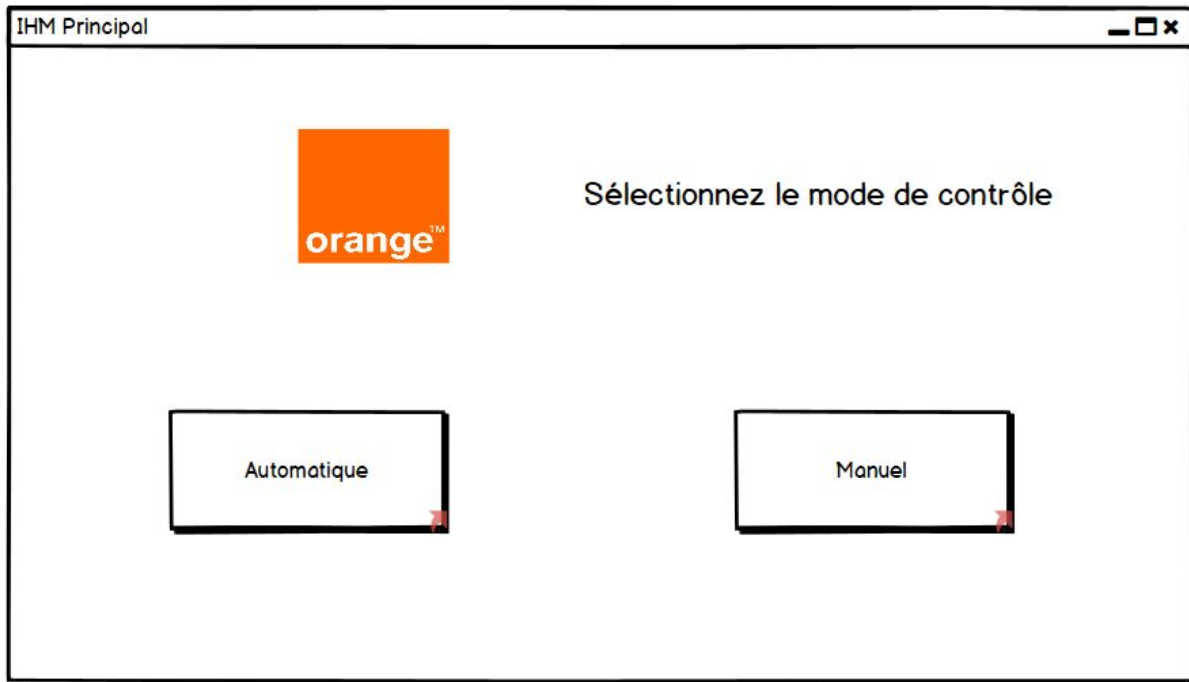 IHM Principal
orange™
Sélectionnez le mode de contrôle
Automatique
Manuel